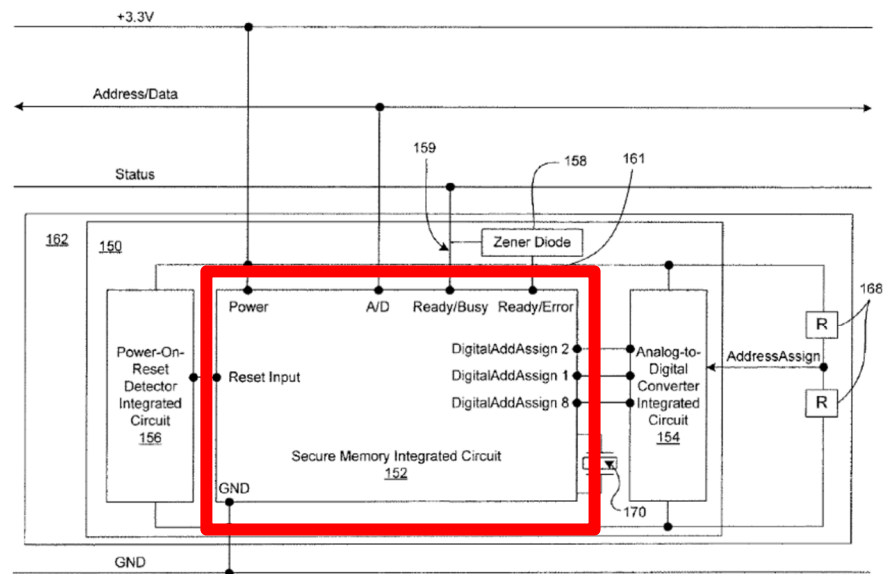 +3.3V
Address/Data
Status
159
158
161
162
150
Zener Diode
168
Power
A/D
Ready/Busy
Ready/Error
R
Power-On-
Reset
Detector
Integrated
Circuit
156
Reset Input
DigitalAddAssign 2
DigitalAddAssign 1
DigitalAddAssign 8
Analog-to-
Digital
Converter
Integrated
Circuit
154
AddressAssign
R
Secure Memory Integrated Circuit
152
GND
170
GND